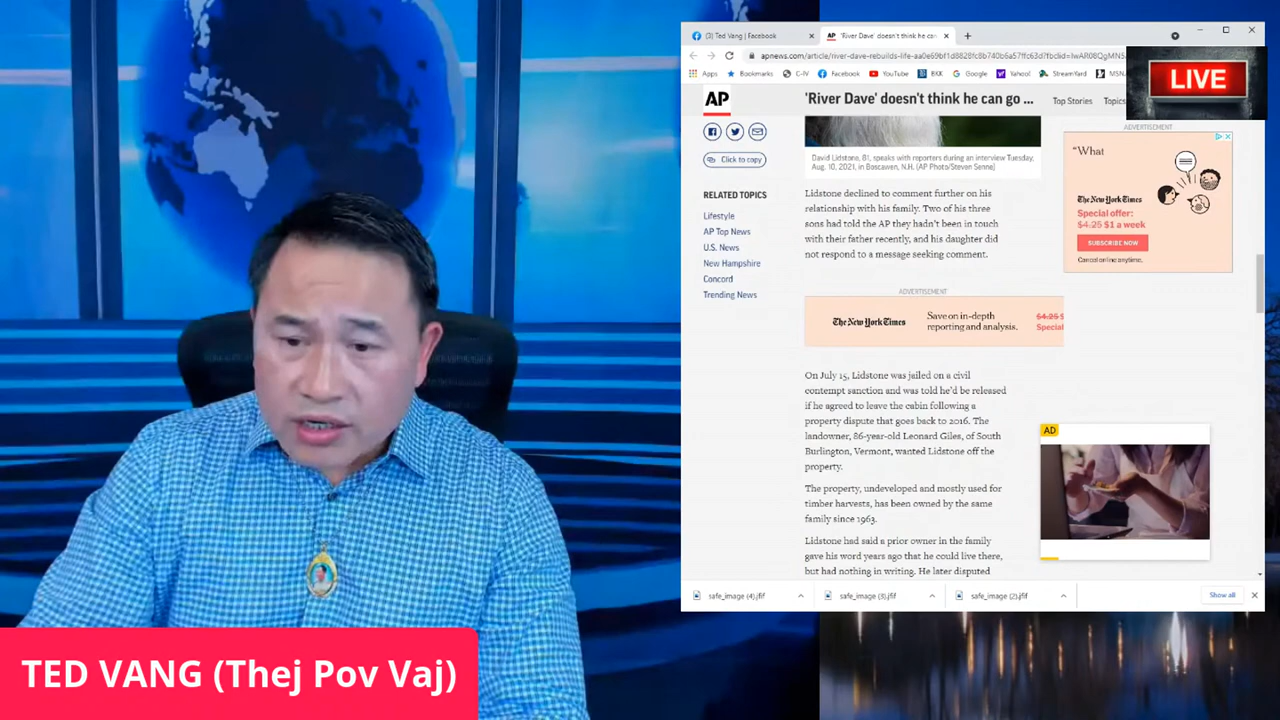 (3) Ted Vang | Facebook
'River Dave' doesn't think he can
apnews.com/article/river-dave-rebuilds-life-
Apps
Bookmarks
C-IV
Facebook
YouTube
BKK
Google
Yahoo!
StreamYard
MSN
LIVE
AP
'River Dave' doesn't think he can go ...
Top Stories
Topics
Click to copy
RELATED TOPICS
Lifestyle
AP Top News
U.S. News
New Hampshire
Concord
Trending News
David Lidstone, 81, speaks with reporters during an interview Tuesday,
Aug. 10, 2021, in Boscawen, N.H. (AP Photo/Steven Senne)
Lidstone declined to comment further on his
relationship with his family. Two of his three
sons had told the AP they hadn't been in touch
with their father recently, and his daughter did
not respond to a message seeking comment.
ADVERTISEMENT
The New York Times
Save on in-depth
reporting and analysis.
$4.25 $
Special
On July 15, Lidstone was jailed on a civil
contempt sanction and was told he'd be released
if he agreed to leave the cabin following a
property dispute that goes back to 2016. The
landowner, 86-year-old Leonard Giles, of South
Burlington, Vermont, wanted Lidstone off the
property.
The property, undeveloped and mostly used for
timber harvests, has been owned by the same
family since 1963.
Lidstone had said a prior owner in the family
gave his word years ago that he could live there,
but had nothing in writing. He later disputed
ADVERTISEMENT
"What
The New York Times
Special offer:
$4.25 $1 a week
SUBSCRIBE NOW
Cancel online anytime.
AD
safe_image (4).jfif
safe_image (3).jfif
safe_image (2).jfif
Show all
TED VANG (Thej Pov Vaj)